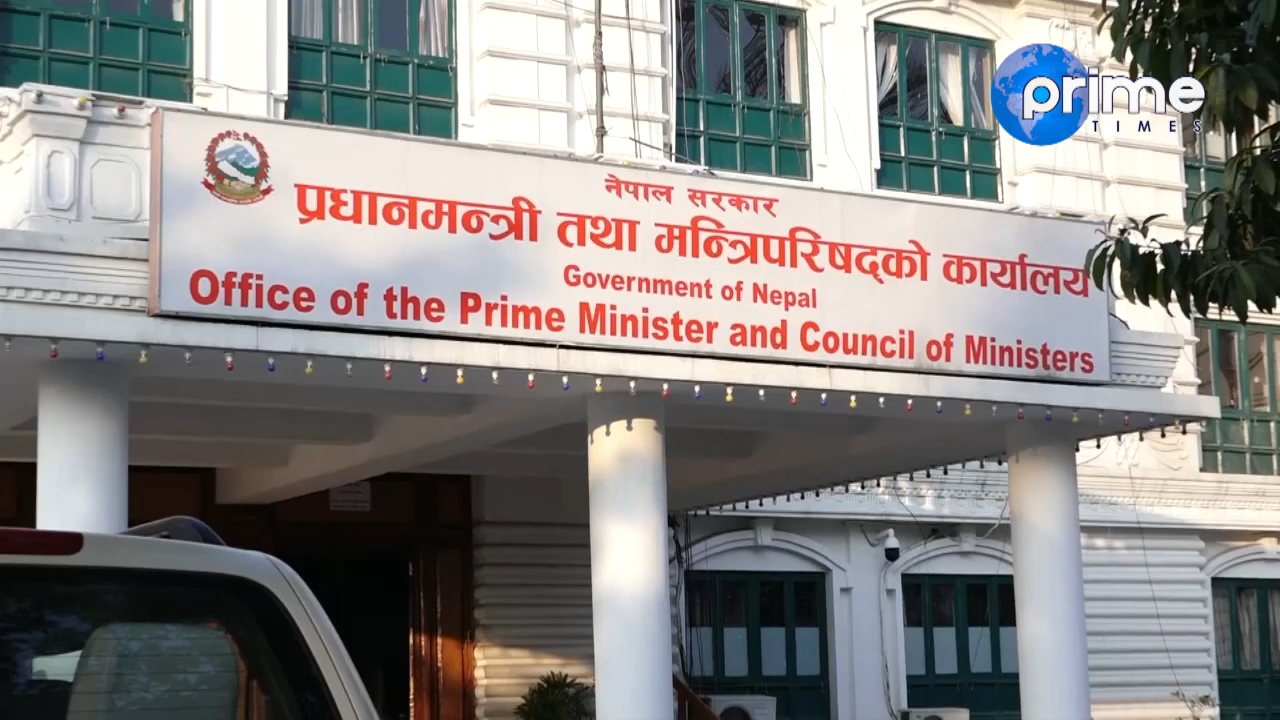 prime
TIMES
नेपाल सरकार
प्रधानमन्त्री तथा मन्त्रिपरिषद्को कार्यालय
Government of Nepal
Office of the Prime Minister and Council of Ministers